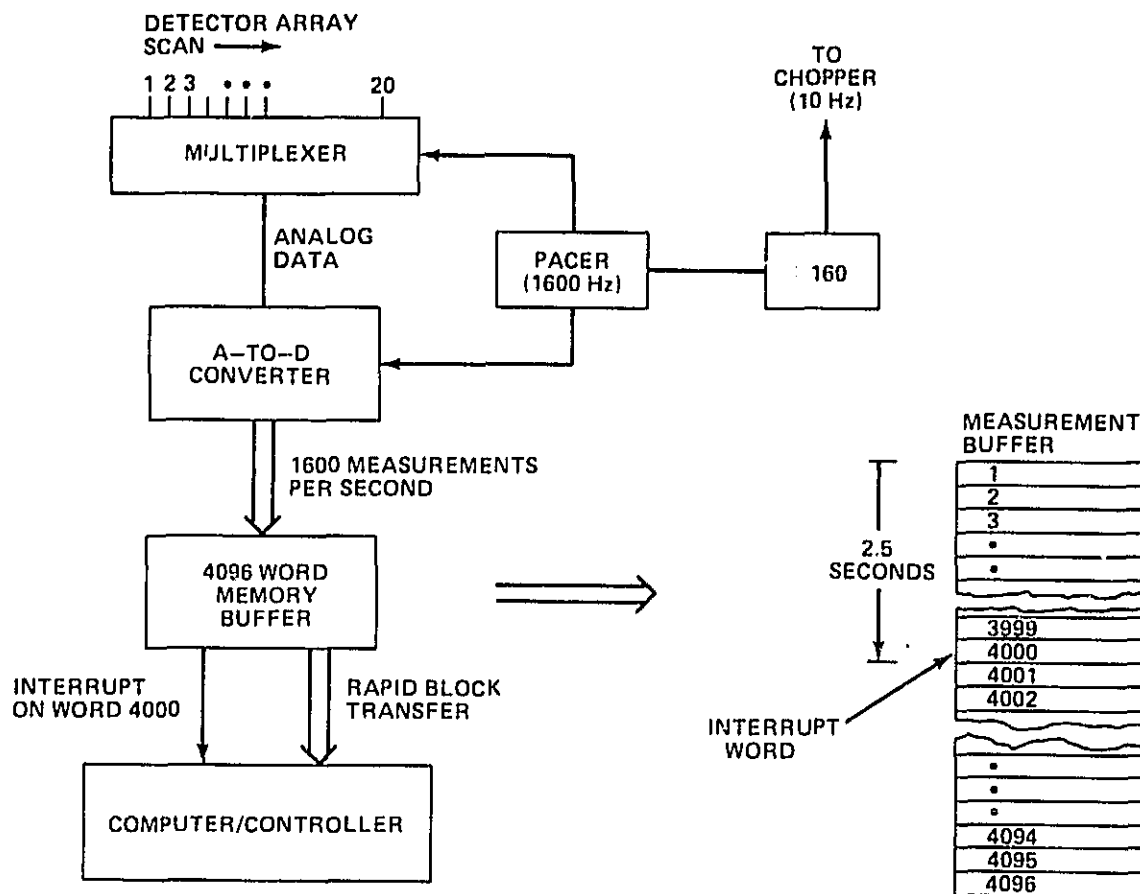 DETECTOR ARRAY
SCAN
1 2 3 • • • 20
MULTIPLEXER
ANALOG
DATA
A-TO-D
CONVERTER
1600 MEASUREMENTS
PER SECOND
4096 WORD
MEMORY
BUFFER
INTERRUPT
ON WORD 4000
RAPID BLOCK
TRANSFER
COMPUTER/CONTROLLER
PACER
(1600 Hz)
TO
CHOPPER
(10 Hz)
160
MEASUREMENT
BUFFER
1
2
3
•
•
3999
4000
4001
4002
•
•
•
4094
4095
4096
2.5
SECONDS
INTERRUPT
WORD